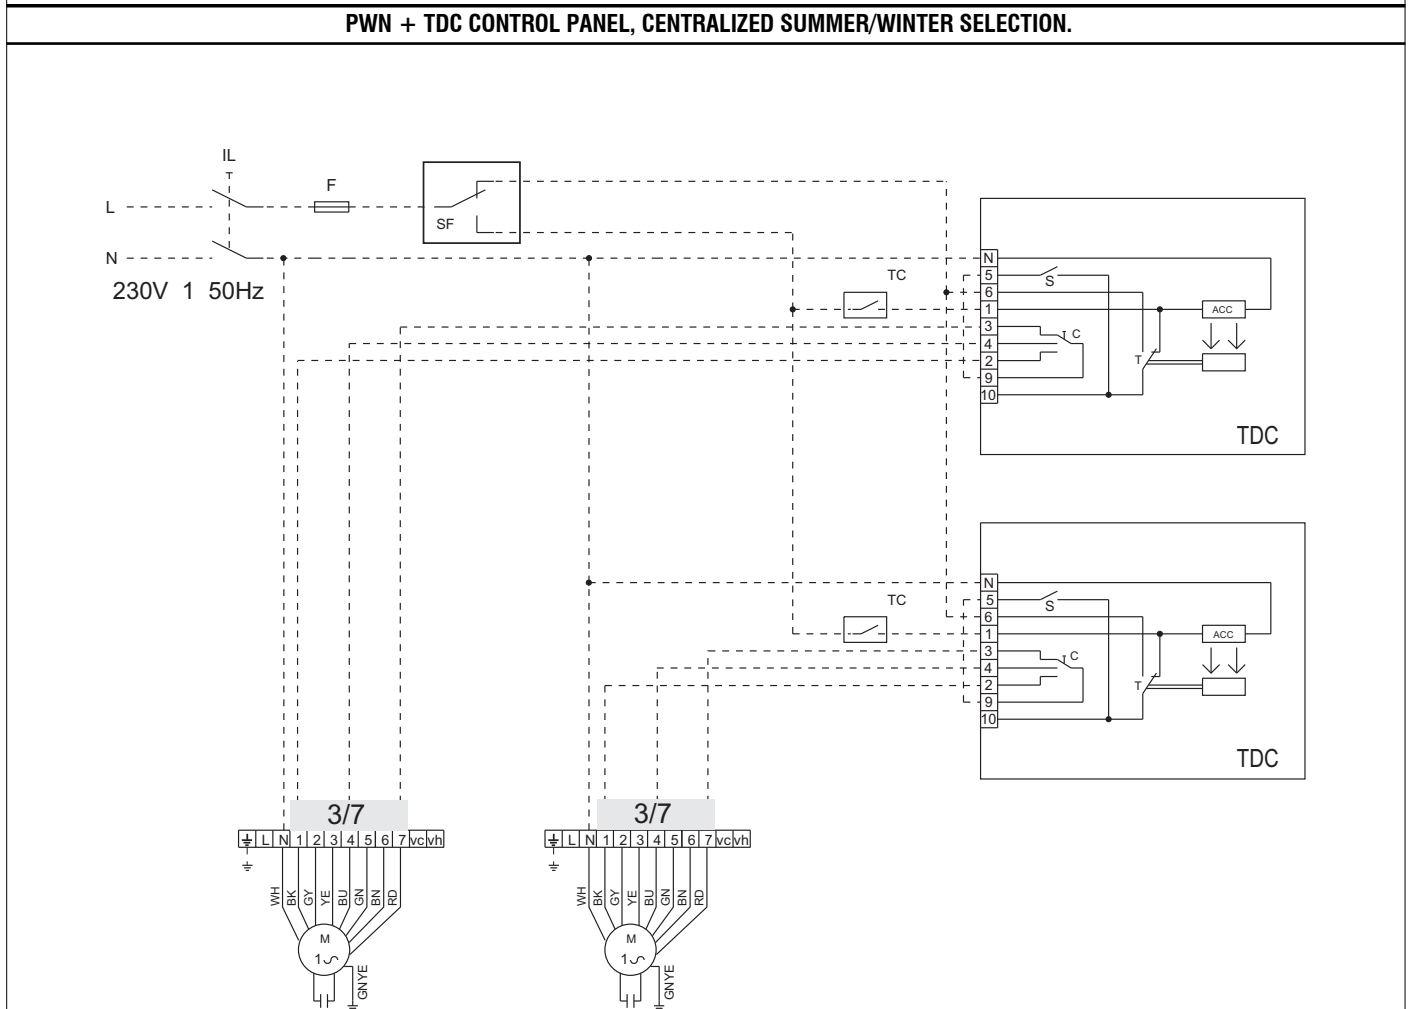 PWN + TDC CONTROL PANEL, CENTRALIZED SUMMER/WINTER SELECTION.
IL
F
L
SF
N
230V 1 50Hz
TC
N
5
6
1
3
4
2
9
10
S
C
T
ACC
TDC
TC
N
5
6
1
3
4
2
9
10
S
C
T
ACC
TDC
3/7
L N 1 2 3 4 5 6 7 vc vh
WH BK GY YE BU GN BN RD
M
1
GNYE
3/7
L N 1 2 3 4 5 6 7 vc vh
WH BK GY YE BU GN BN RD
M
1
GNYE